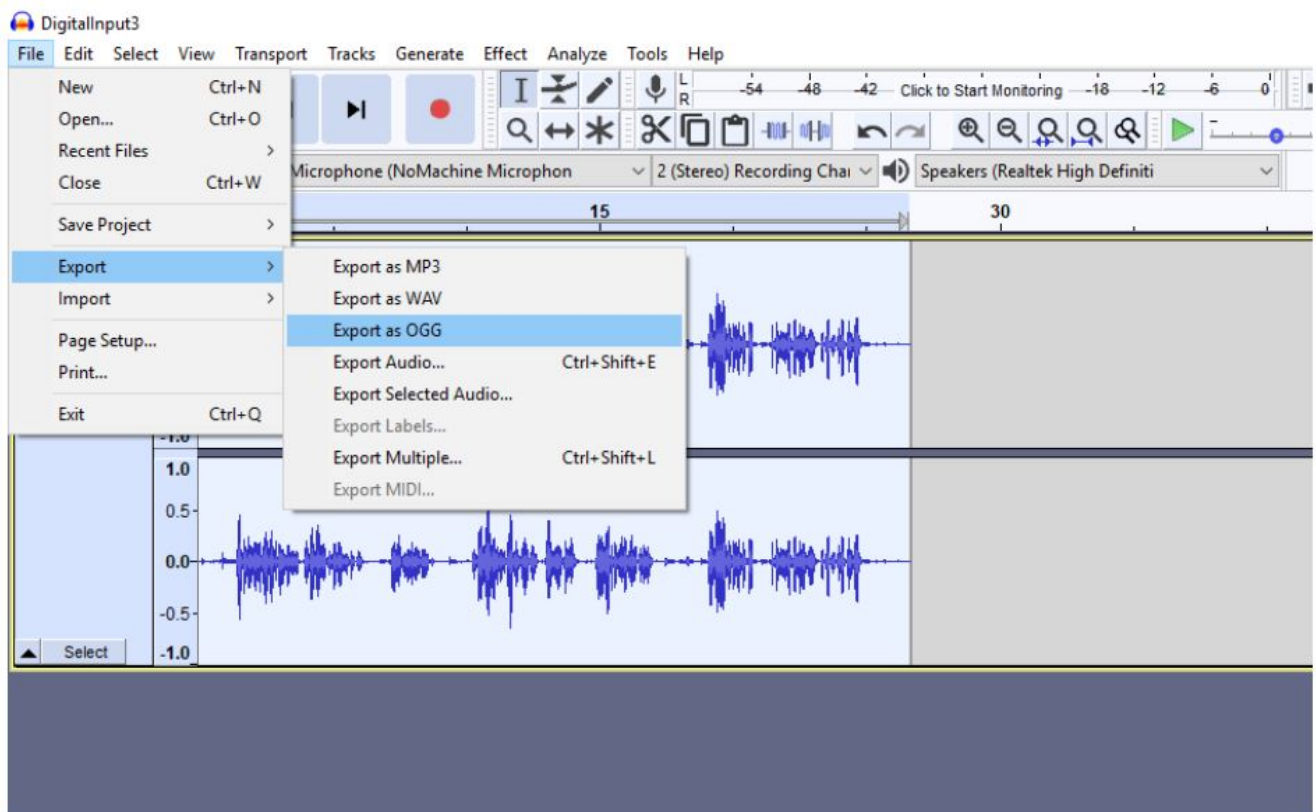 DigitalInput3
File Edit Select View Transport Tracks Generate Effect Analyze Tools Help
New Ctrl+N
Open... Ctrl+O
Recent Files >
Close Ctrl+W
Save Project >
Export >
Import >
Page Setup...
Print...
Exit Ctrl+Q
L
R
-54 -48 -42 Click to Start Monitoring -18 -12 -6 0
Microphone (NoMachine Microphon 2 (Stereo) Recording Chai Speakers (Realtek High Definiti
15 30
Export as MP3
Export as WAV
Export as OGG
Export Audio... Ctrl+Shift+E
Export Selected Audio...
Export Labels...
Export Multiple... Ctrl+Shift+L
Export MIDI...
-1.0
1.0
0.5
0.0
-0.5
-1.0
Select